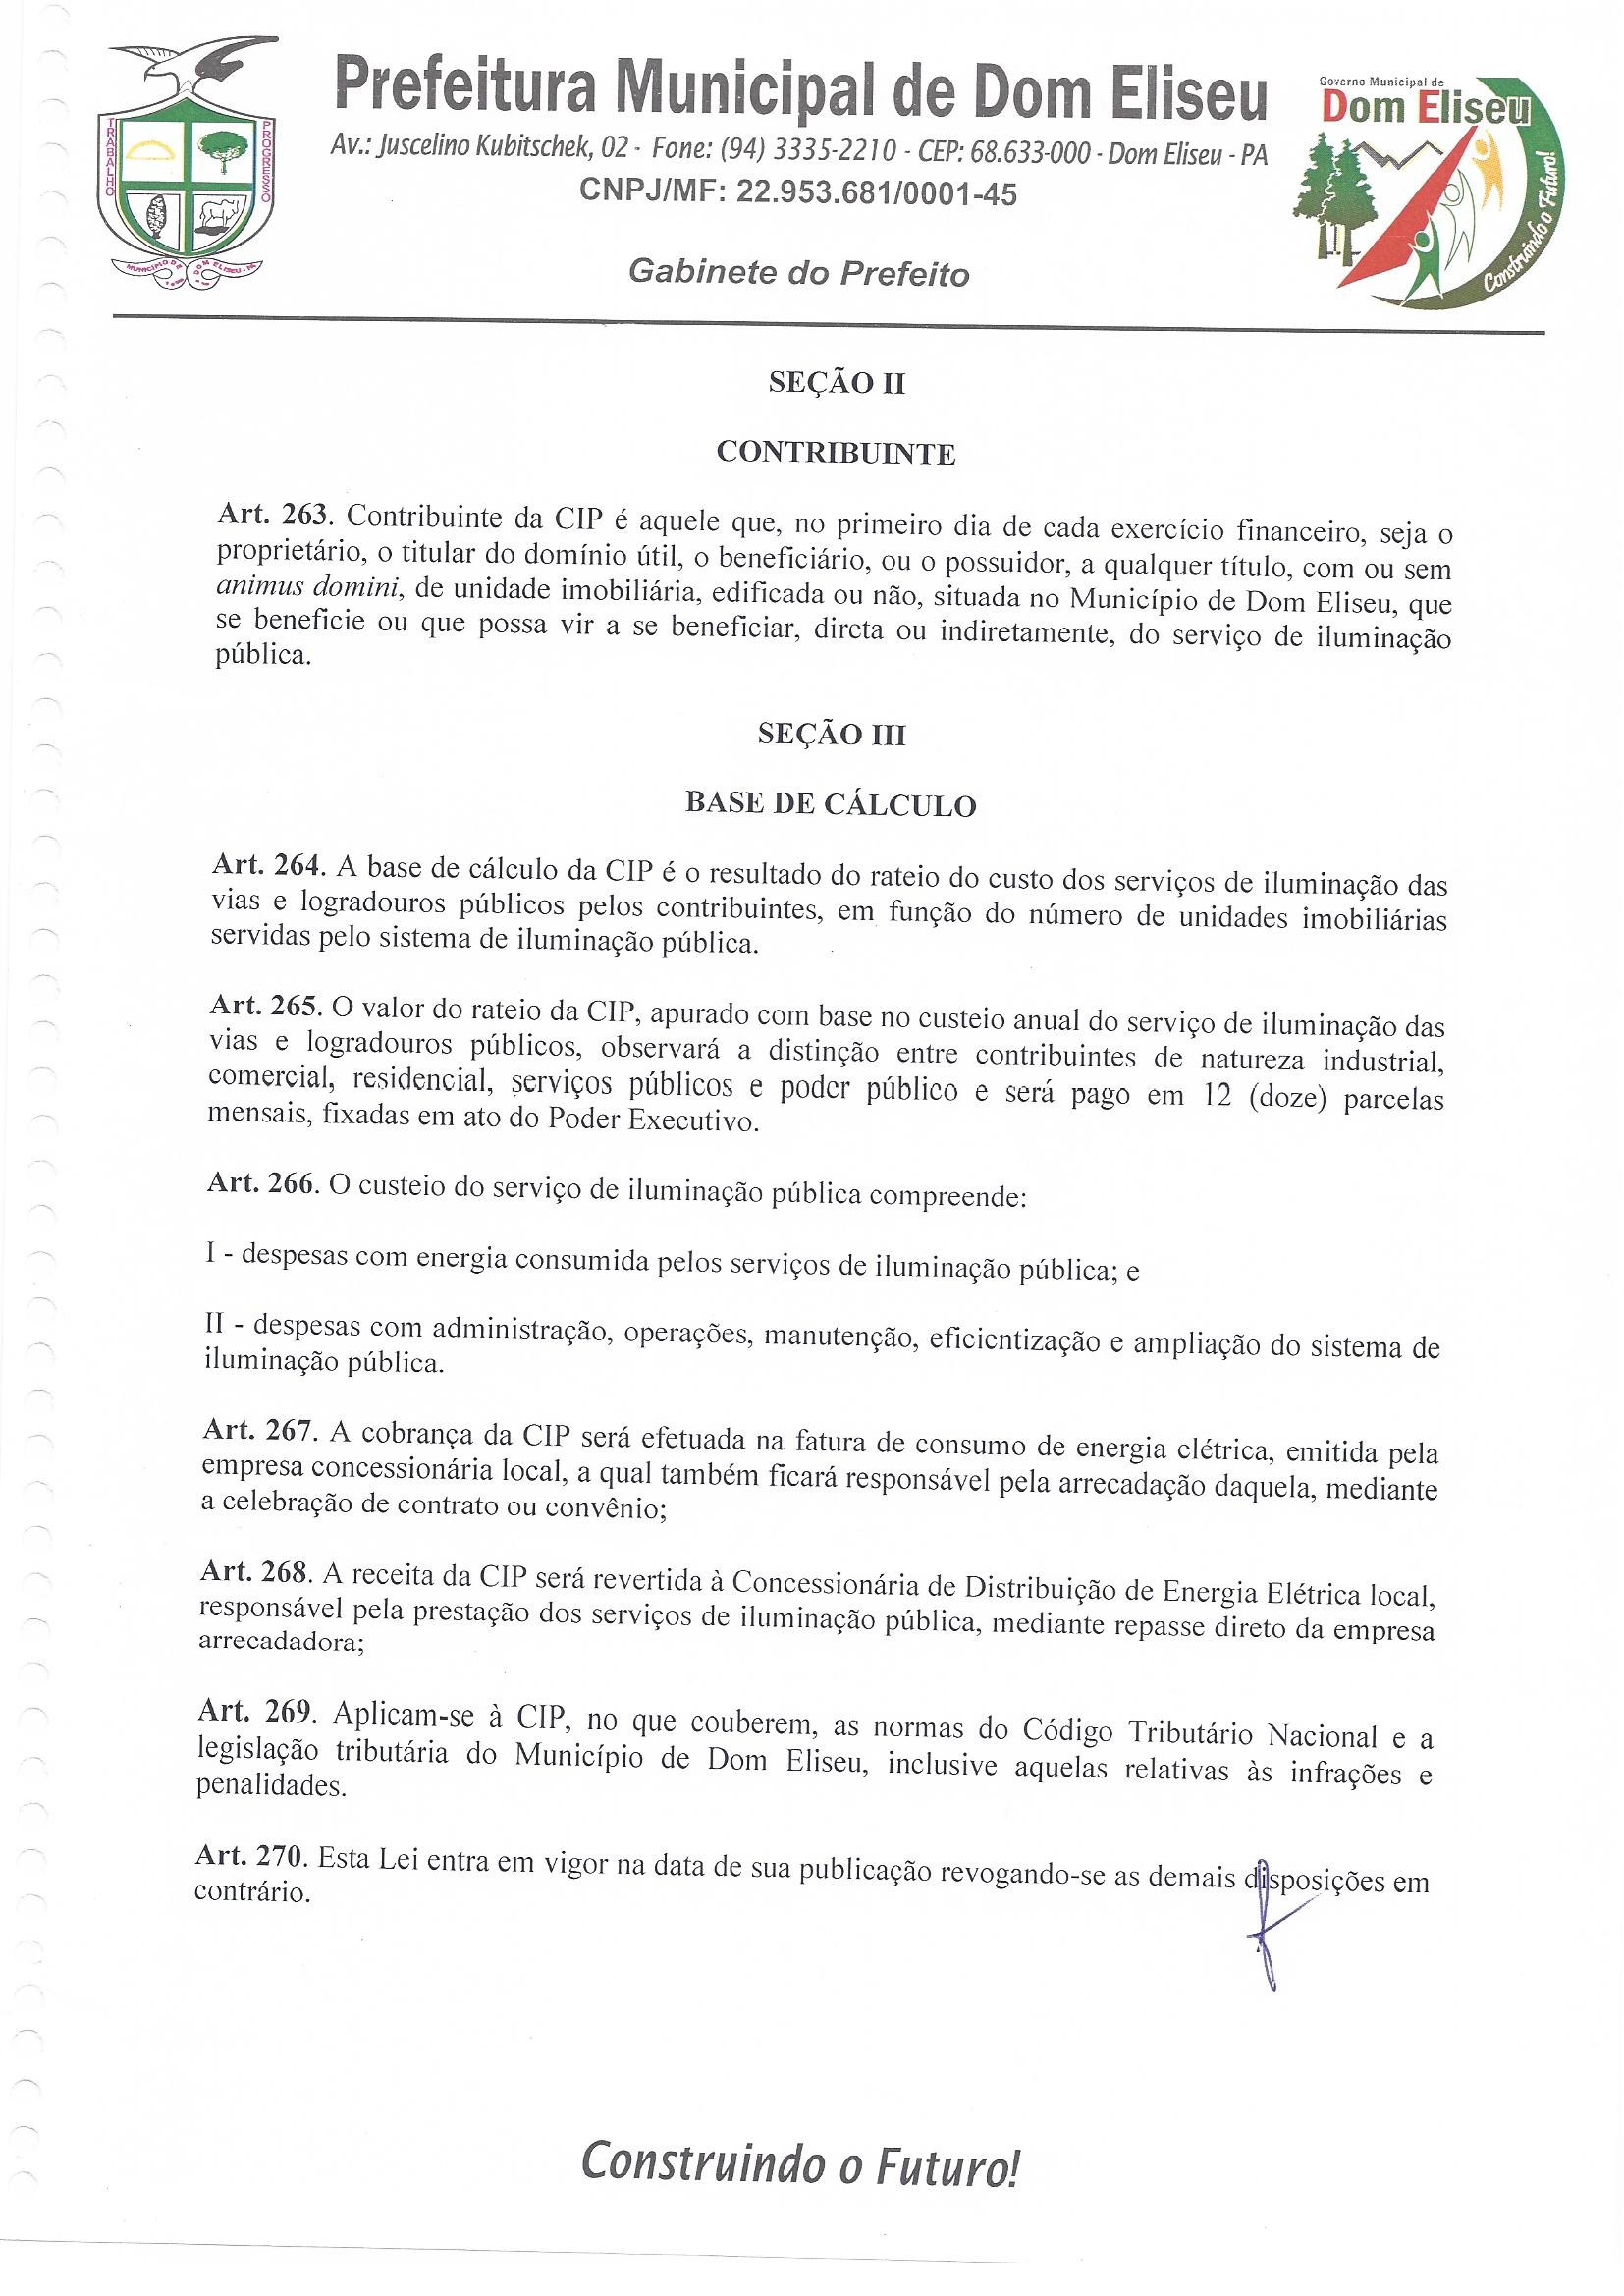 Prefeitura Municipal de Dom Eliseu
Av.: Juscelino Kubitschek, 02 - Fone: (94) 3335-2210 - CEP: 68.633-000 - Dom Eliseu - PA
CNPJ/MF: 22.953.681/0001-45
Gabinete do Prefeito
TRABALHO
PROGRESSO
MUNICÍPIO DE DOM ELISEU - PA
Governo Municipal de
Dom Eliseu
Construindo o Futuro!
SEÇÃO II
CONTRIBUINTE
Art. 263. Contribuinte da CIP é aquele que, no primeiro dia de cada exercício financeiro, seja o
proprietário, o titular do domínio útil, o beneficiário, ou o possuidor, a qualquer título, com ou sem
animus domini, de unidade imobiliária, edificada ou não, situada no Município de Dom Eliseu, que
se beneficie ou que possa vir a se beneficiar, direta ou indiretamente, do serviço de iluminação
pública.
SEÇÃO III
BASE DE CÁLCULO
Art. 264. A base de cálculo da CIP é o resultado do rateio do custo dos serviços de iluminação das
vias e logradouros públicos pelos contribuintes, em função do número de unidades imobiliárias
servidas pelo sistema de iluminação pública.
Art. 265. O valor do rateio da CIP, apurado com base no custeio anual do serviço de iluminação das
vias e logradouros públicos, observará a distinção entre contribuintes de natureza industrial,
comercial, residencial, serviços públicos e poder público e será pago em 12 (doze) parcelas
mensais, fixadas em ato do Poder Executivo.
Art. 266. O custeio do serviço de iluminação pública compreende:
I - despesas com energia consumida pelos serviços de iluminação pública; e
II - despesas com administração, operações, manutenção, eficientização e ampliação do sistema de
iluminação pública.
Art. 267. A cobrança da CIP será efetuada na fatura de consumo de energia elétrica, emitida pela
empresa concessionária local, a qual também ficará responsável pela arrecadação daquela, mediante
a celebração de contrato ou convênio;
Art. 268. A receita da CIP será revertida à Concessionária de Distribuição de Energia Elétrica local,
responsável pela prestação dos serviços de iluminação pública, mediante repasse direto da empresa
arrecadadora;
Art. 269. Aplicam-se à CIP, no que couberem, as normas do Código Tributário Nacional e a
legislação tributária do Município de Dom Eliseu, inclusive aquelas relativas às infrações e
penalidades.
Art. 270. Esta Lei entra em vigor na data de sua publicação revogando-se as demais disposições em
contrário.
Construindo o Futuro!